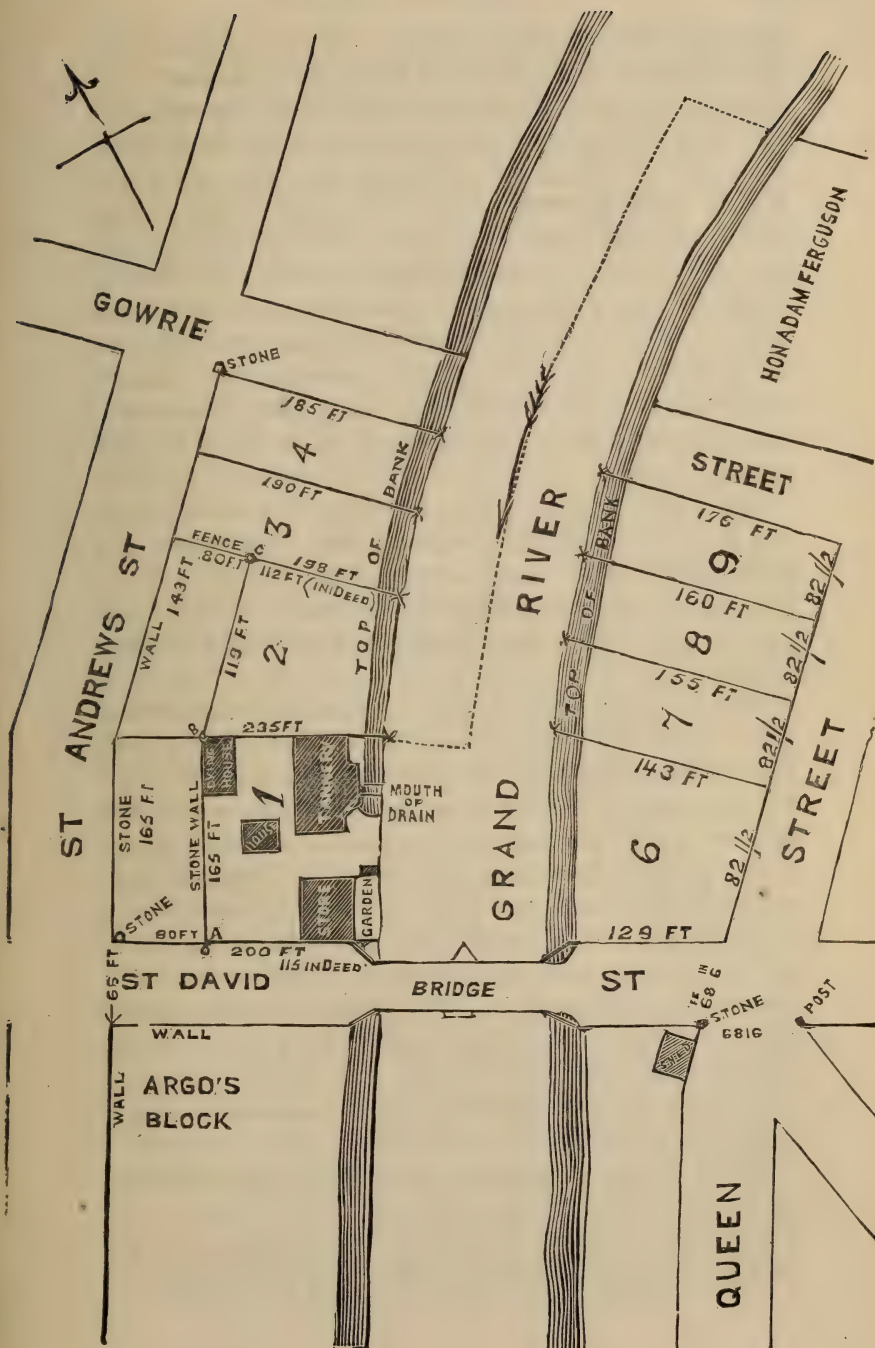 GOWRIE
STONE
185 FT
4
190 FT
3
FENCE
80 FT
C
198 FT
112 FT (IN DEED)
WALL 143 FT
119 FT
2
TOP OF BANK
ST ANDREWS ST
B
235 FT
DYING HOUSE
1
TANNERY
MOUTH
OF
DRAIN
STONE
165 FT
STONE WALL
165 FT
HOUSE
STORE
GARDEN
STONE
80 FT
A
200 FT
115 IN DEED
66 FT
ST DAVID
BRIDGE
ST
WALL
WALL
ARGO'S
BLOCK
GRAND RIVER
HON ADAM FERGUSON
STREET
176 FT
9
82 1/2
160 FT
8
82 1/2
155 FT
7
82 1/2
143 FT
6
82 1/2
129 FT
TOP OF BANK
STREET
STONE
6816
POST
SHED
QUEEN